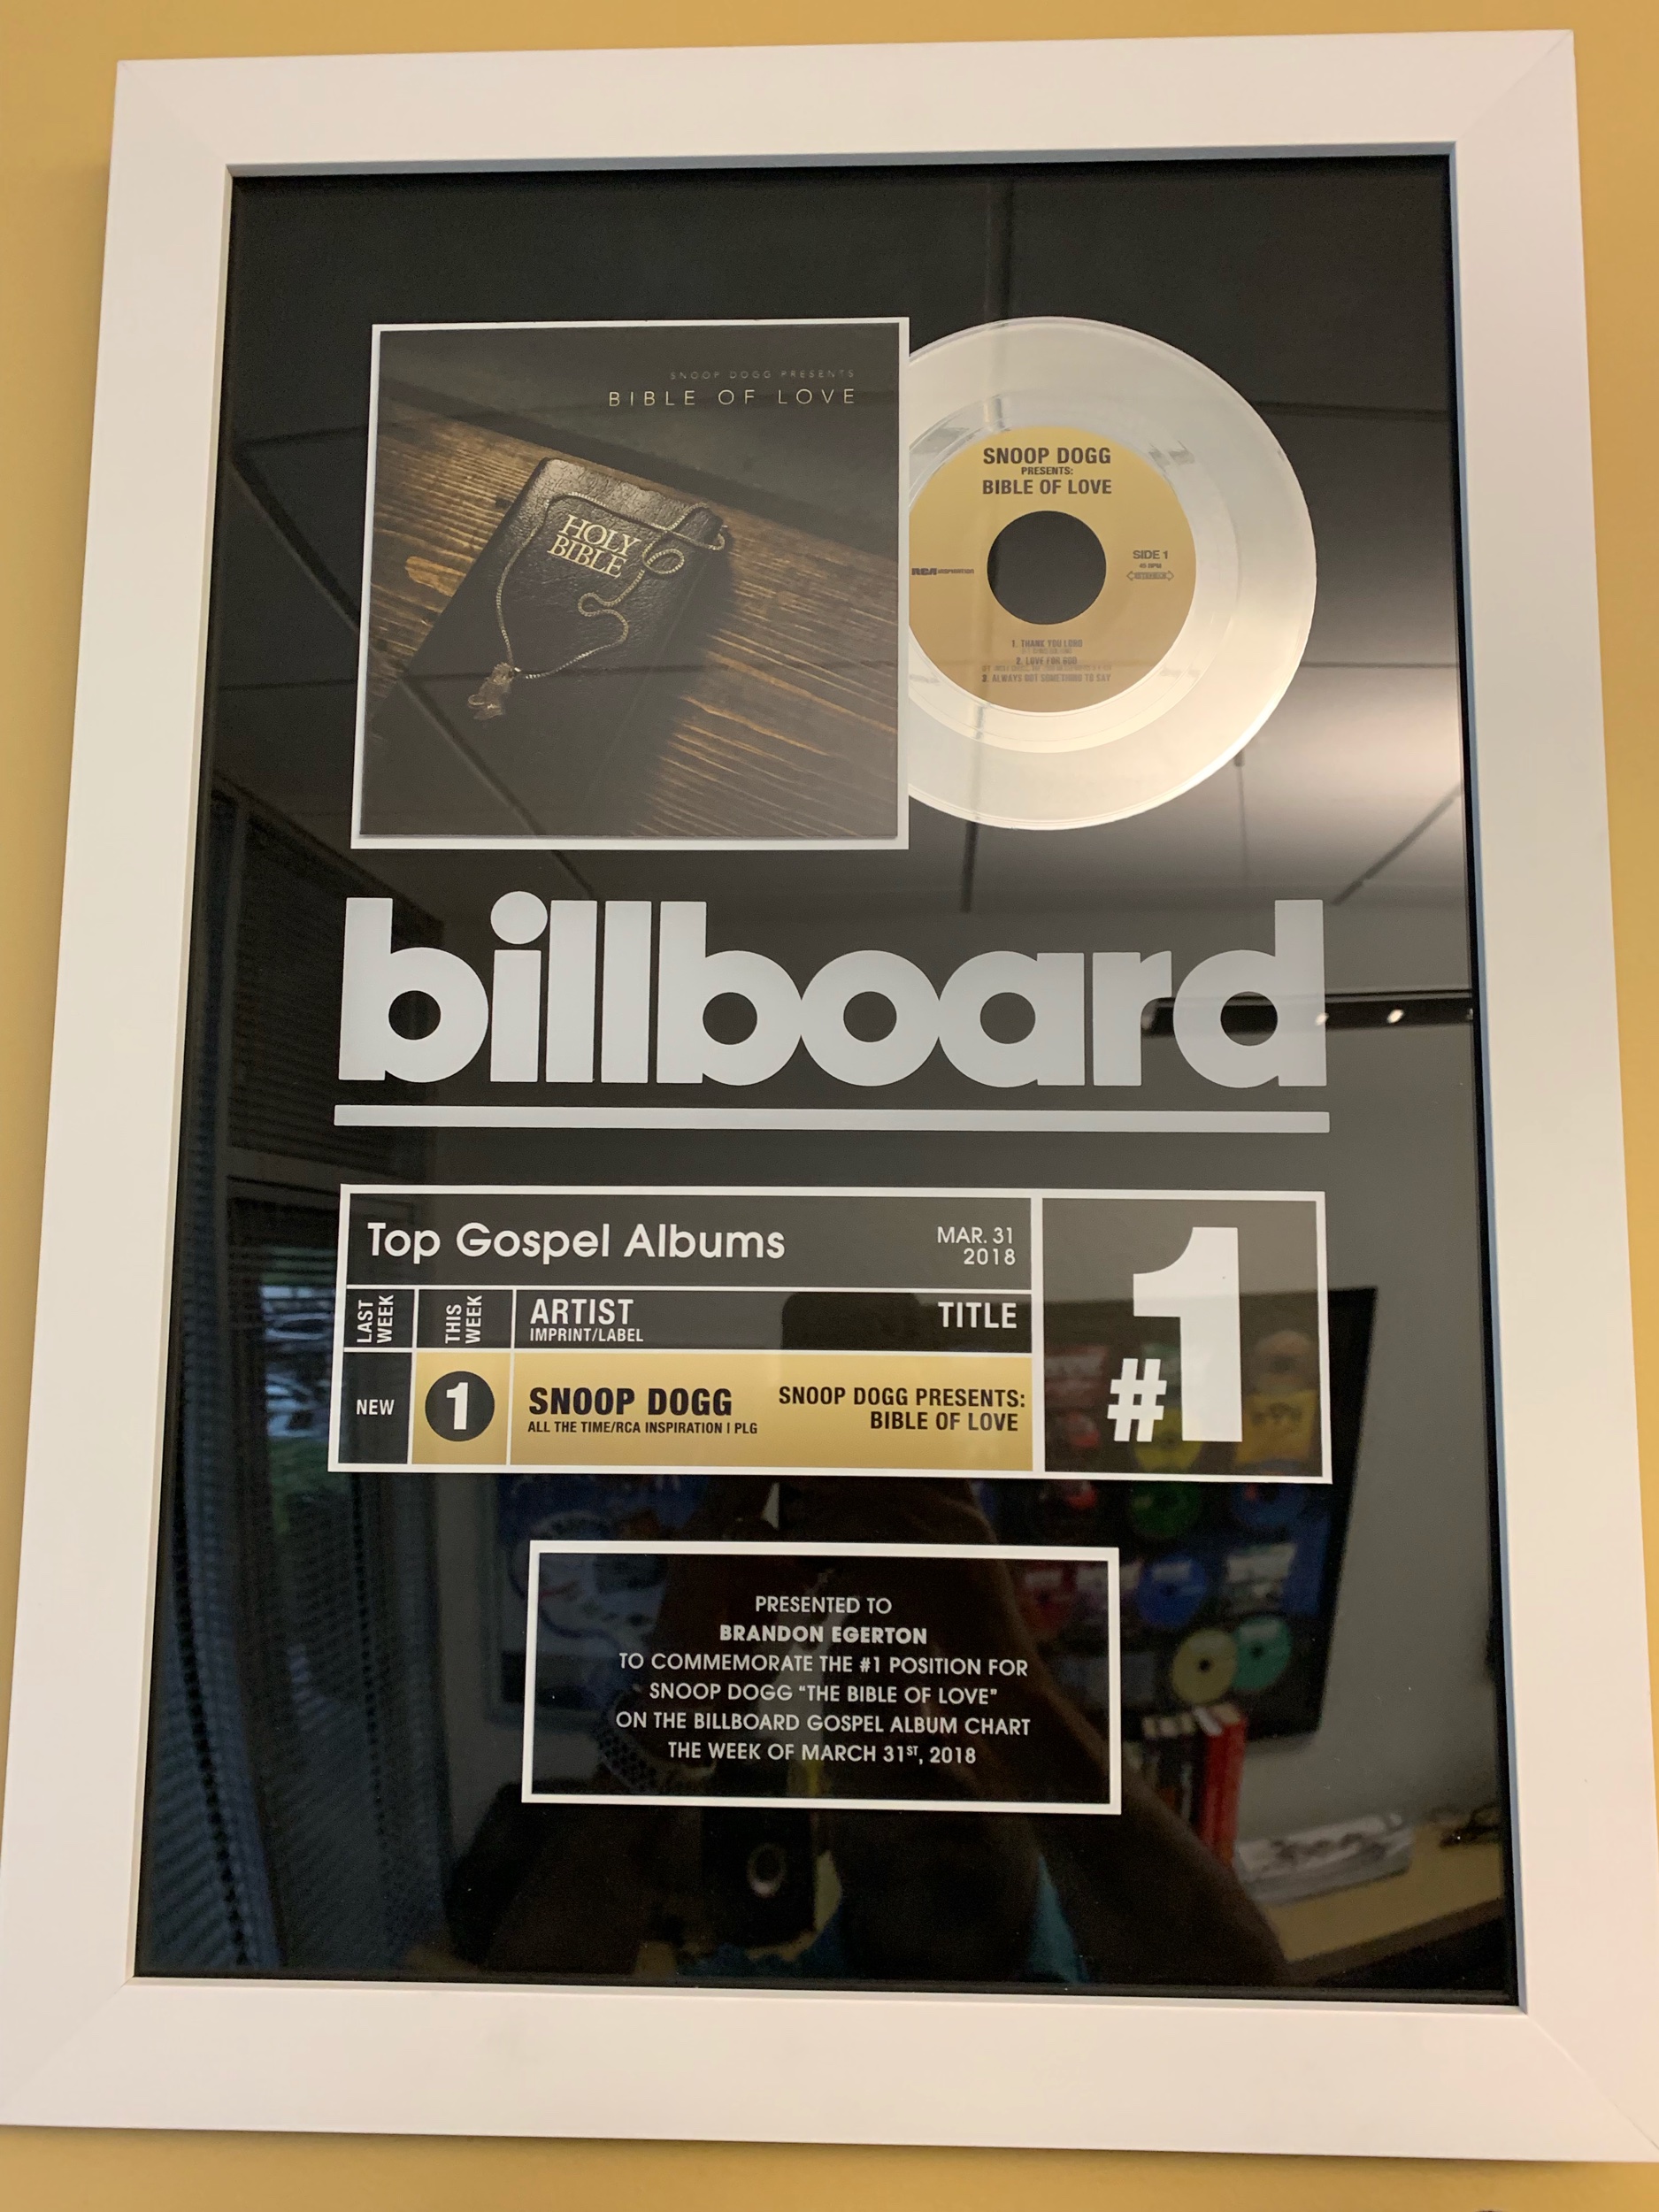 SNOOP DOGG PRESENTS
BIBLE OF LOVE
HOLY
BIBLE
SNOOP DOGG
PRESENTS:
BIBLE OF LOVE
RCA INSPIRATION
SIDE 1
45 RPM
1. THANK YOU LORD
2. LOVE FOR GOD
3. ALWAYS GOT SOMETHING TO SAY
billboard
Top Gospel Albums
MAR. 31
2018
LAST
WEEK
THIS
WEEK
ARTIST
IMPRINT/LABEL
TITLE
NEW
1
SNOOP DOGG
ALL THE TIME/RCA INSPIRATION | PLG
SNOOP DOGG PRESENTS:
BIBLE OF LOVE
#1
PRESENTED TO
BRANDON EGERTON
TO COMMEMORATE THE #1 POSITION FOR
SNOOP DOGG "THE BIBLE OF LOVE"
ON THE BILLBOARD GOSPEL ALBUM CHART
THE WEEK OF MARCH 31ST, 2018